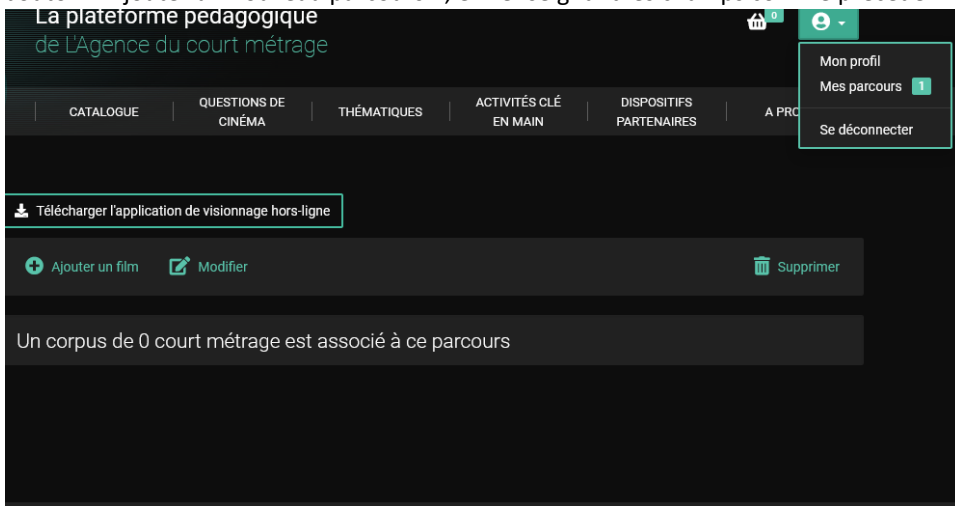 La plateforme pédagogique
de L'Agence du court métrage
0
Mon profil
Mes parcours 1
Se déconnecter
CATALOGUE
QUESTIONS DE
CINÉMA
THÉMATIQUES
ACTIVITÉS CLÉ
EN MAIN
DISPOSITIFS
PARTENAIRES
A PRO
Télécharger l'application de visionnage hors-ligne
Ajouter un film
Modifier
Supprimer
Un corpus de 0 court métrage est associé à ce parcours